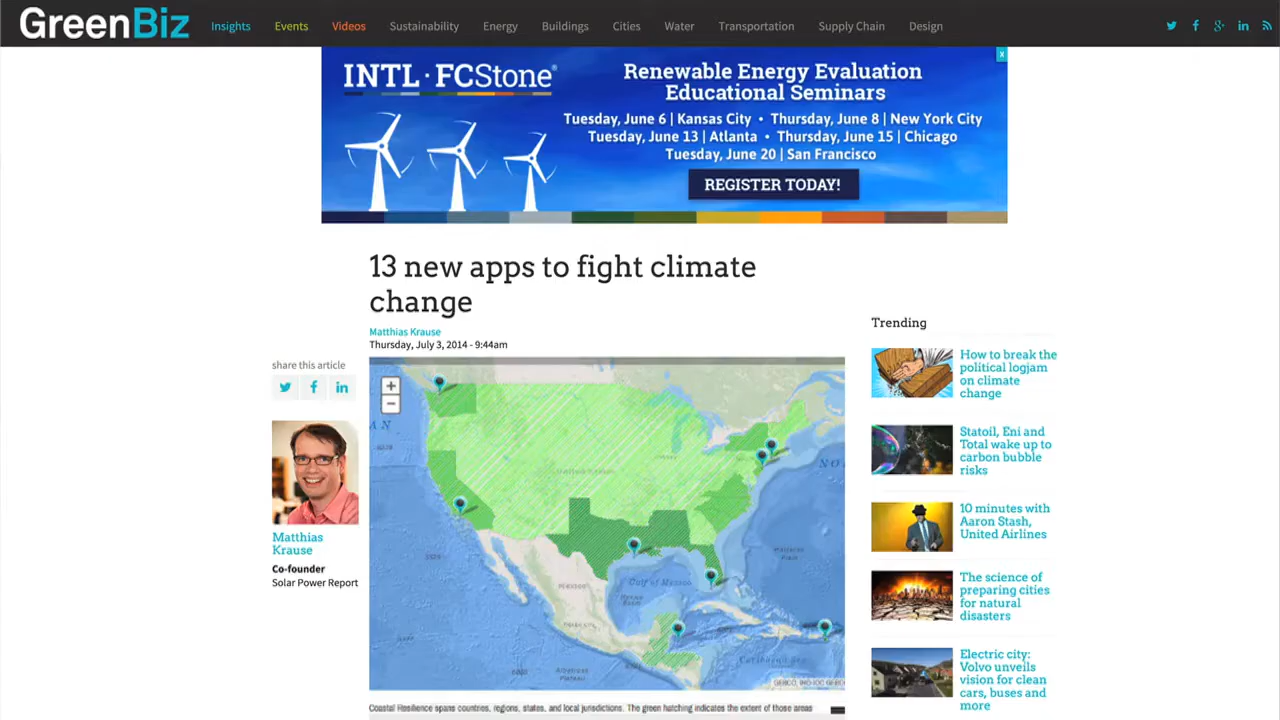 GreenBiz Insights Events Videos Sustainability Energy Buildings Cities Water Transportation Supply Chain Design
INTL · FCStone®
Renewable Energy Evaluation
Educational Seminars
Tuesday, June 6 | Kansas City • Thursday, June 8 | New York City
Tuesday, June 13 | Atlanta • Thursday, June 15 | Chicago
Tuesday, June 20 | San Francisco
REGISTER TODAY!
x
13 new apps to fight climate
change
Matthias Krause
Thursday, July 3, 2014 - 9:44am
share this article
Matthias
Krause
Co-founder
Solar Power Report
+
−
Mexico
Gulf of Mexico
Caribbean Sea
Coastal Resilience spans countries, regions, states, and local jurisdictions. The green hatching indicates the extent of those areas
Trending
How to break the
political logjam
on climate
change
Statoil, Eni and
Total wake up to
carbon bubble
risks
10 minutes with
Aaron Stash,
United Airlines
The science of
preparing cities
for natural
disasters
Electric city:
Volvo unveils
vision for clean
cars, buses and
more